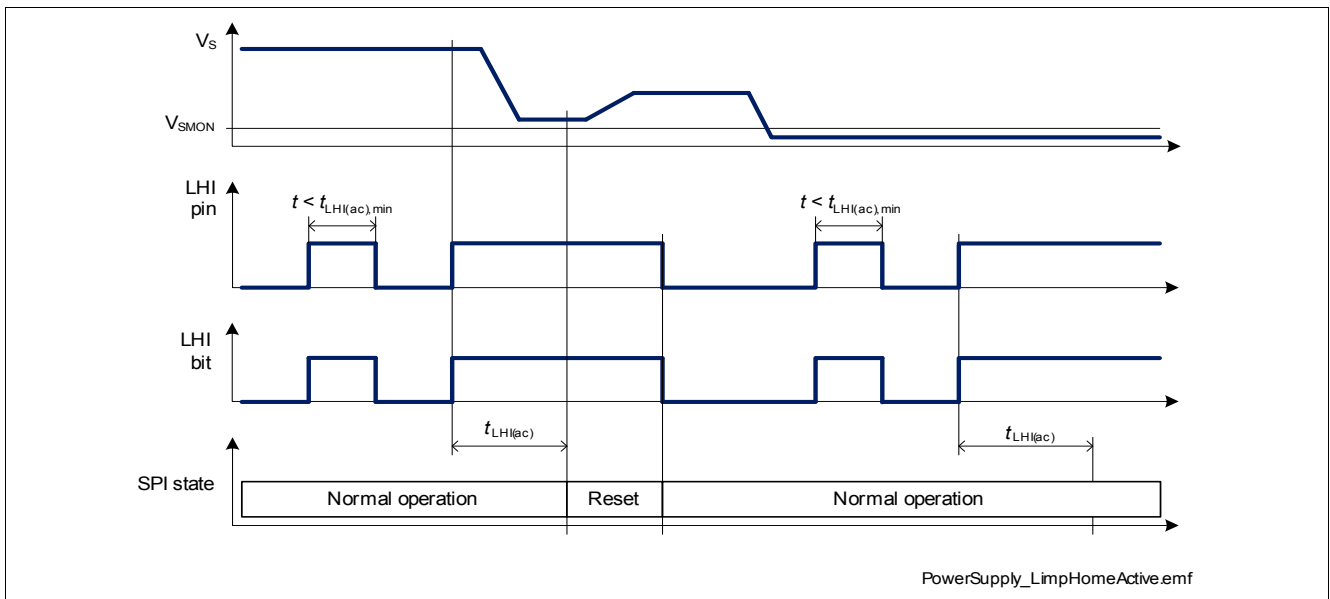 VS
VSMON
LHI
pin
t < tLHI(ac),min
t < tLHI(ac),min
LHI
bit
tLHI(ac)
tLHI(ac)
SPI state
Normal operation
Reset
Normal operation
PowerSupply_LimpHomeActive.emf